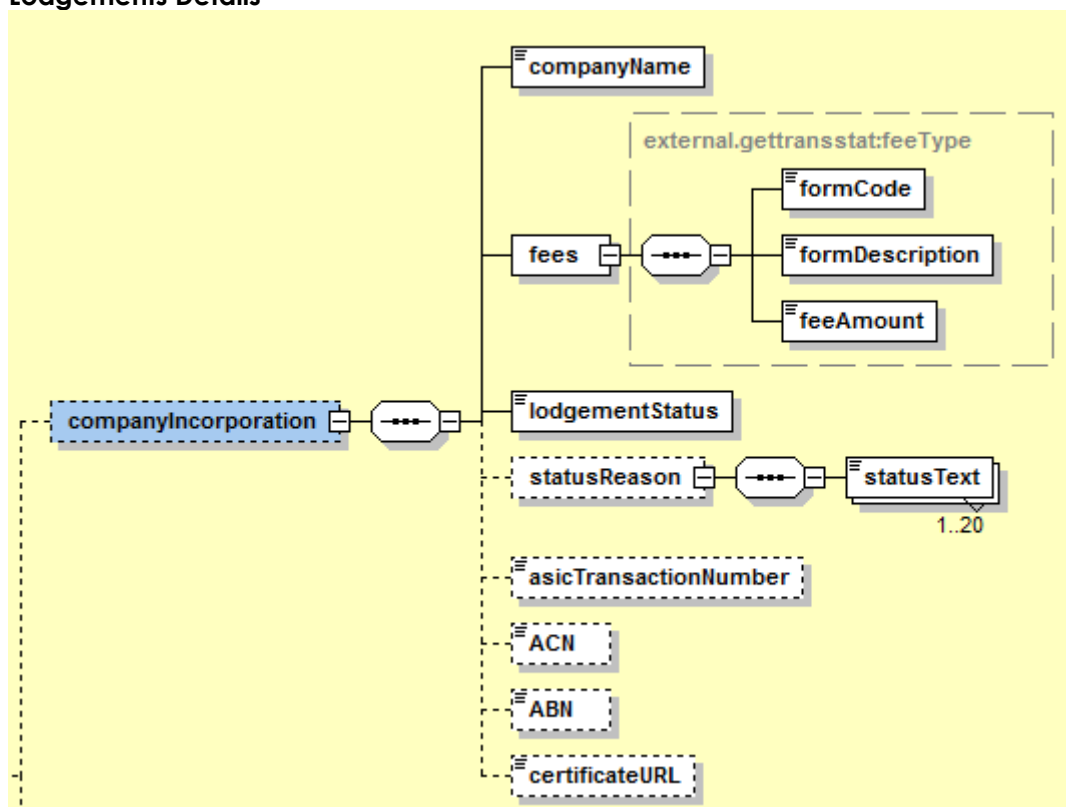 Lodgements Details
companyName
external.gettransstat:feeType
formCode
fees
formDescription
feeAmount
companyIncorporation
lodgementStatus
statusReason
statusText
1..20
asicTransactionNumber
ACN
ABN
certificateURL